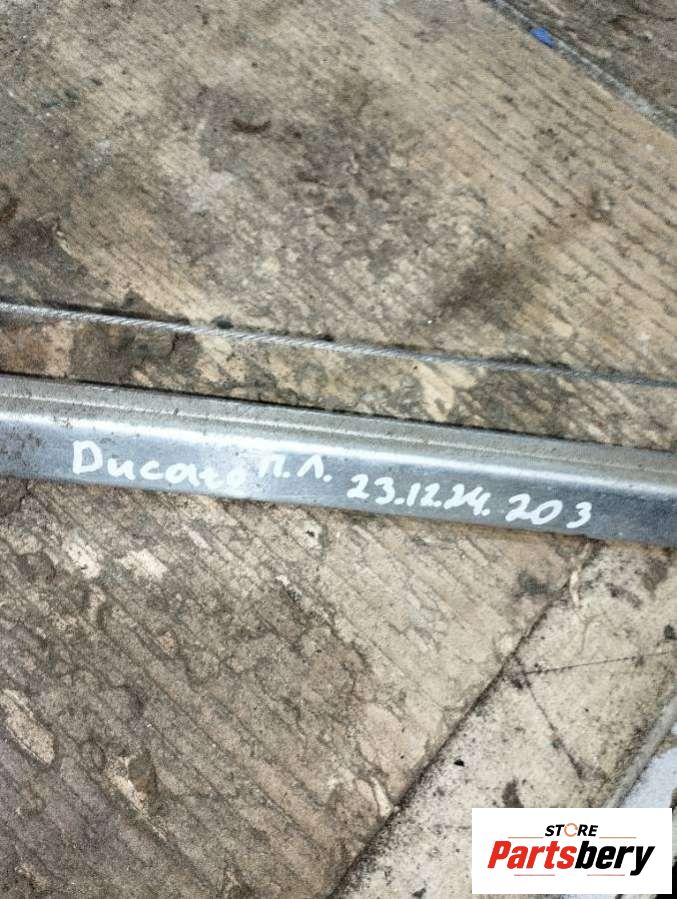 Ducato п.л. 23.12.24. 203
STORE
Partsbery